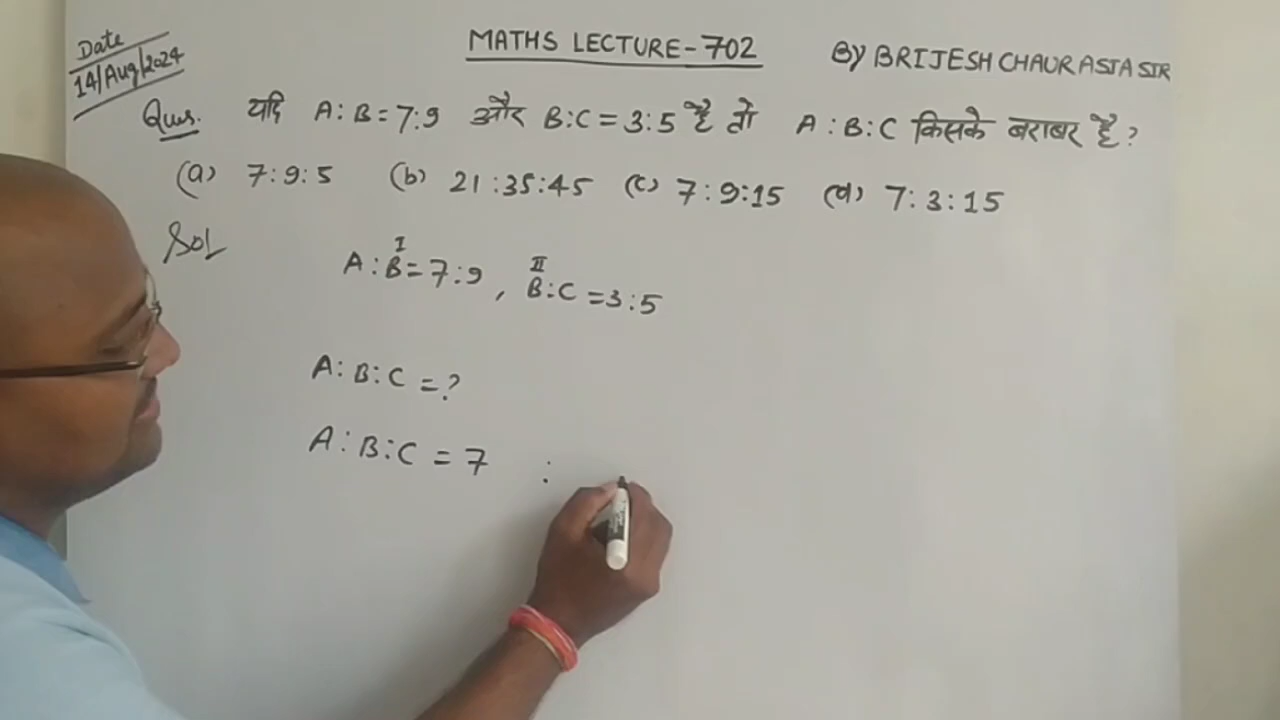 Date
14/Aug/2024
MATHS LECTURE-702
By BRIJESH CHAURASIA SIR
Ques. यदि A:B=7:9 और B:C=3:5 है तो A:B:C किसके बराबर है?
(a) 7:9:5 (b) 21:35:45 (c) 7:9:15 (d) 7:3:15
Sol
I II
A:B=7:9, B:C=3:5
A:B:C=?
A:B:C=7 :